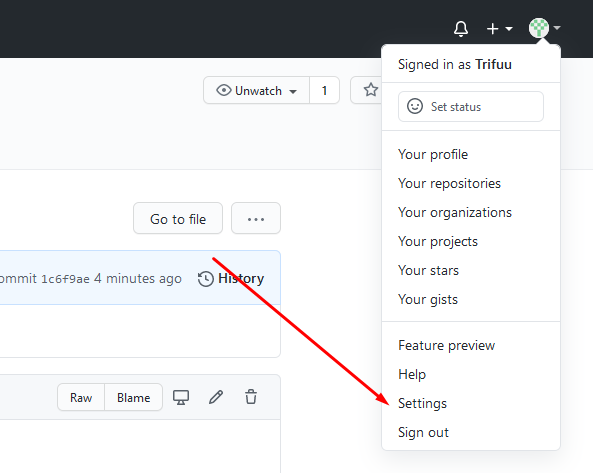 Signed in as Trifuu
Unwatch 1
Set status
Your profile
Your repositories
Your organizations
Your projects
Your stars
Your gists
Go to file
ommit 1c6f9ae 4 minutes ago History
Feature preview
Help
Settings
Sign out
Raw Blame